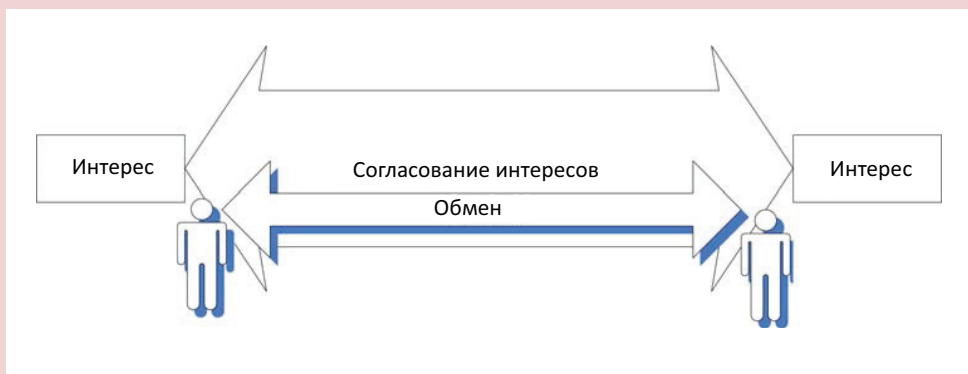 Интерес
Согласование интересов
Интерес
Обмен